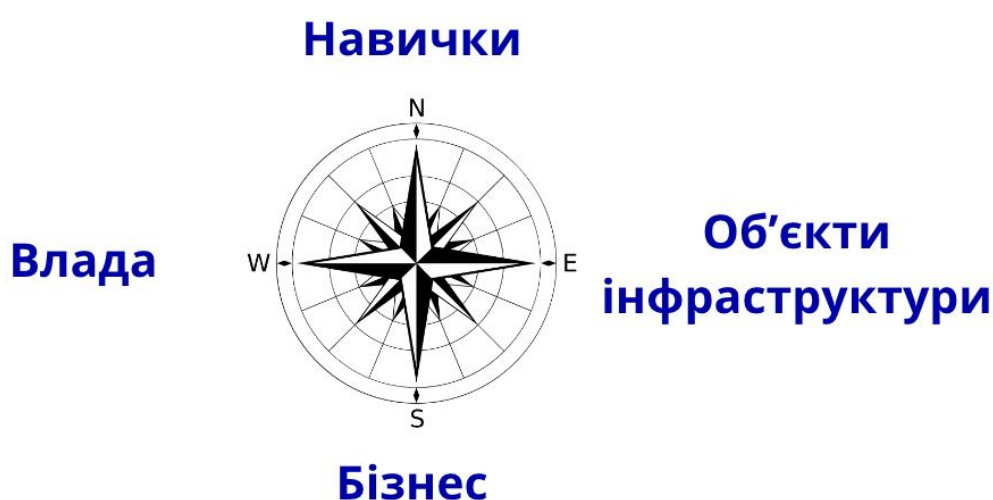 Навички
N
Влада
W
E
Об’єкти
інфраструктури
S
Бізнес